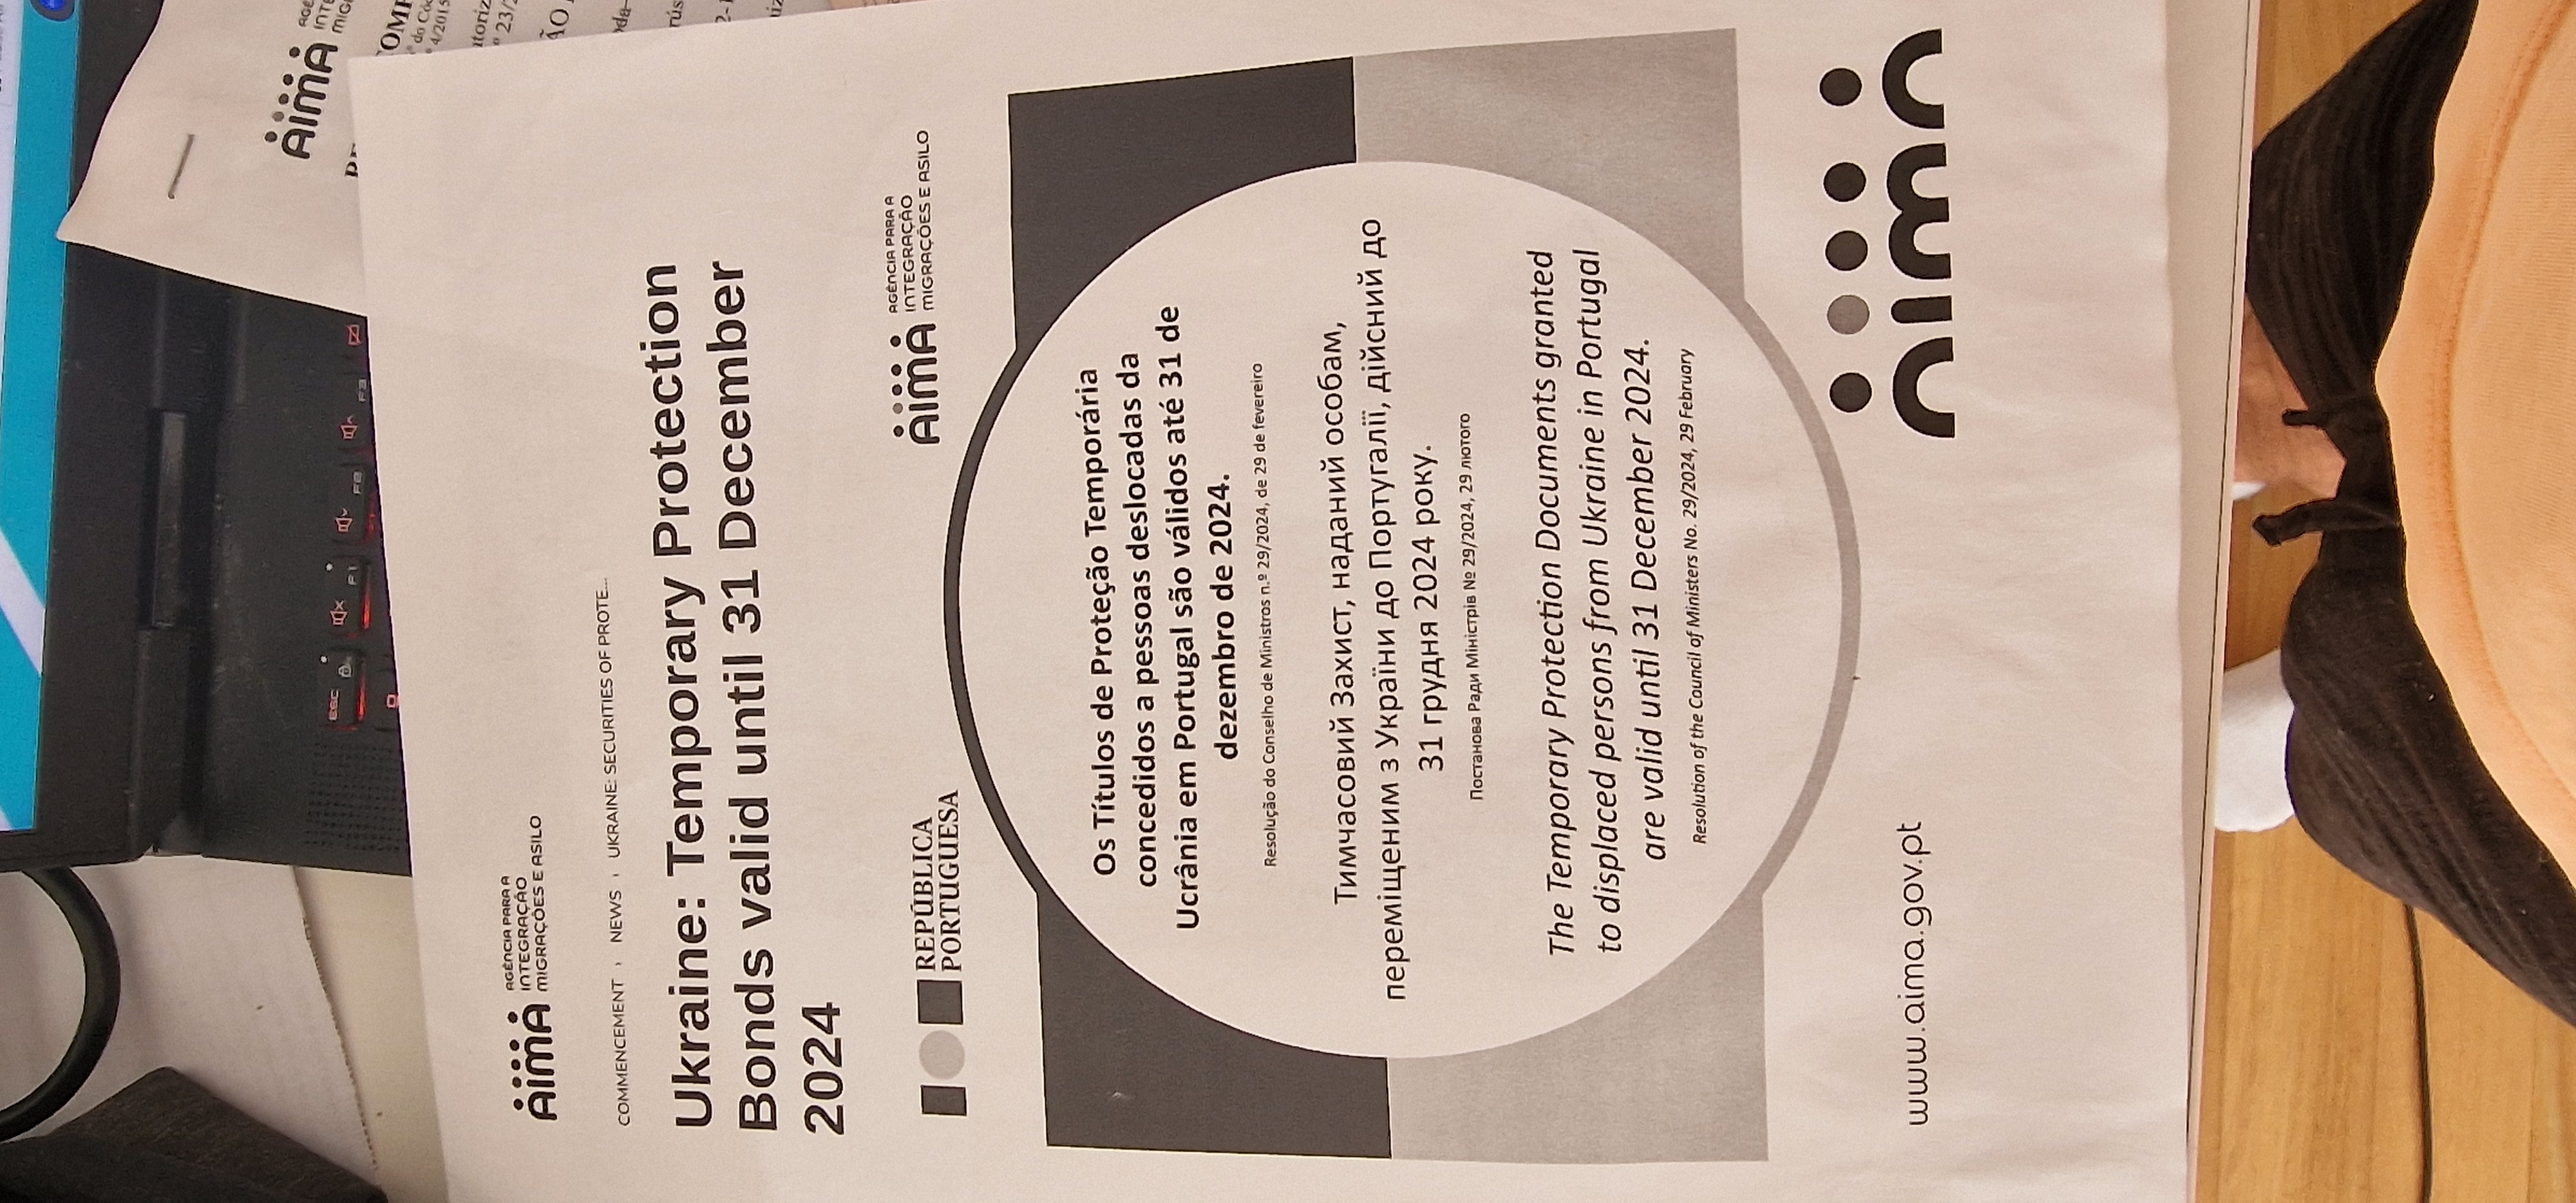 ESC
F1
F2
F3
AIMA
AIMA AGÊNCIA PARA A
INTEGRAÇÃO
MIGRAÇÕES E ASILO
COMMENCEMENT › NEWS › UKRAINE: SECURITIES OF PROTE...
Ukraine: Temporary Protection
Bonds valid until 31 December
2024
REPÚBLICA
PORTUGUESA
AIMA AGÊNCIA PARA A
INTEGRAÇÃO
MIGRAÇÕES E ASILO
Os Títulos de Proteção Temporária
concedidos a pessoas deslocadas da
Ucrânia em Portugal são válidos até 31 de
dezembro de 2024.
Resolução do Conselho de Ministros n.º 29/2024, de 29 de fevereiro
Тимчасовий Захист, наданий особам,
переміщеним з України до Португалії, дійсний до
31 грудня 2024 року.
Постанова Ради Міністрів № 29/2024, 29 лютого
The Temporary Protection Documents granted
to displaced persons from Ukraine in Portugal
are valid until 31 December 2024.
Resolution of the Council of Ministers No. 29/2024, 29 February
www.aima.gov.pt
aima